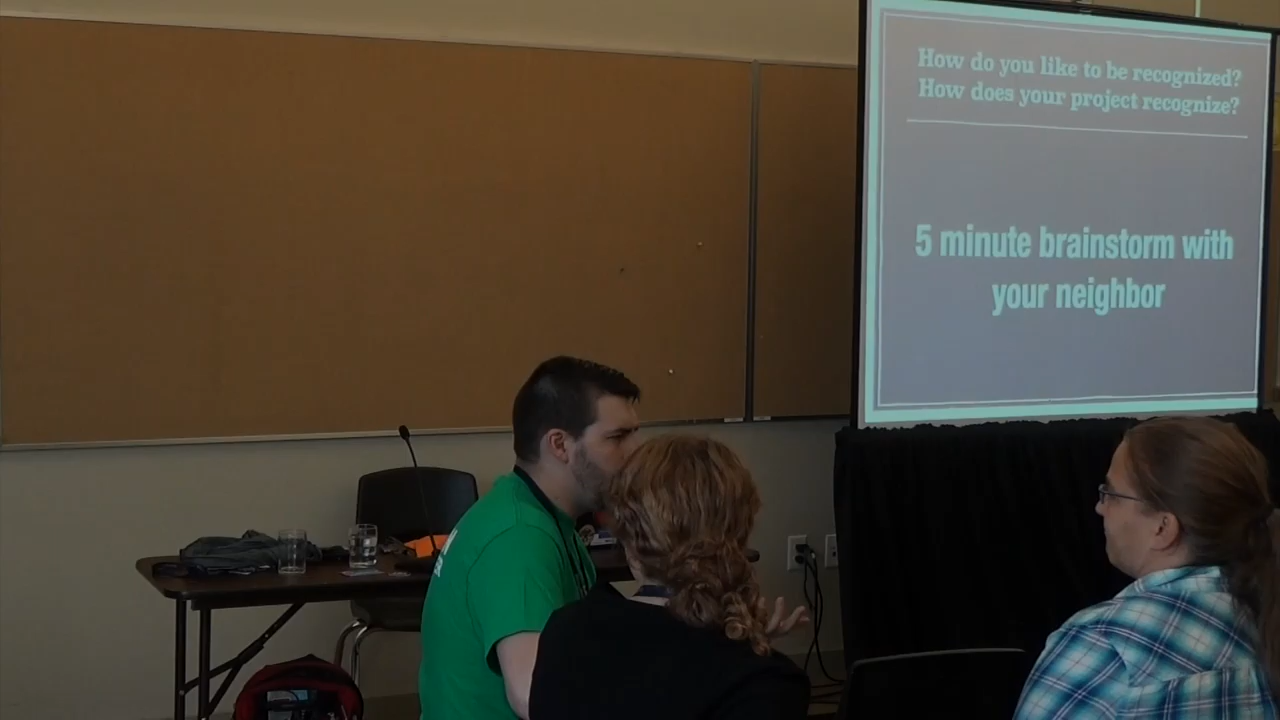 How do you like to be recognized?
How does your project recognize?
5 minute brainstorm with
your neighbor